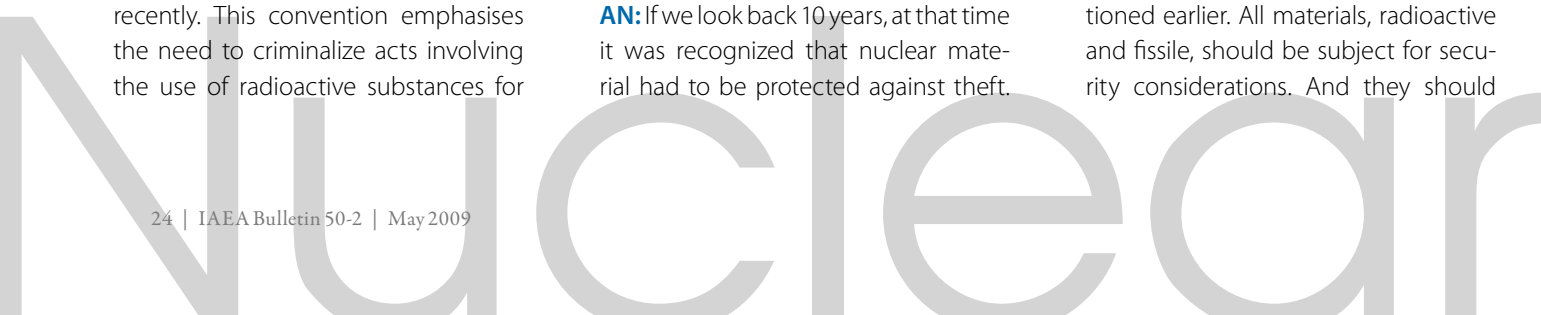 recently. This convention emphasises
the need to criminalize acts involving
the use of radioactive substances for
AN: If we look back 10 years, at that time
it was recognized that nuclear mate-
rial had to be protected against theft.
tioned earlier. All materials, radioactive
and fissile, should be subject for secu-
rity considerations. And they should
24 | IAEA Bulletin 50-2 | May 2009
Nuclear